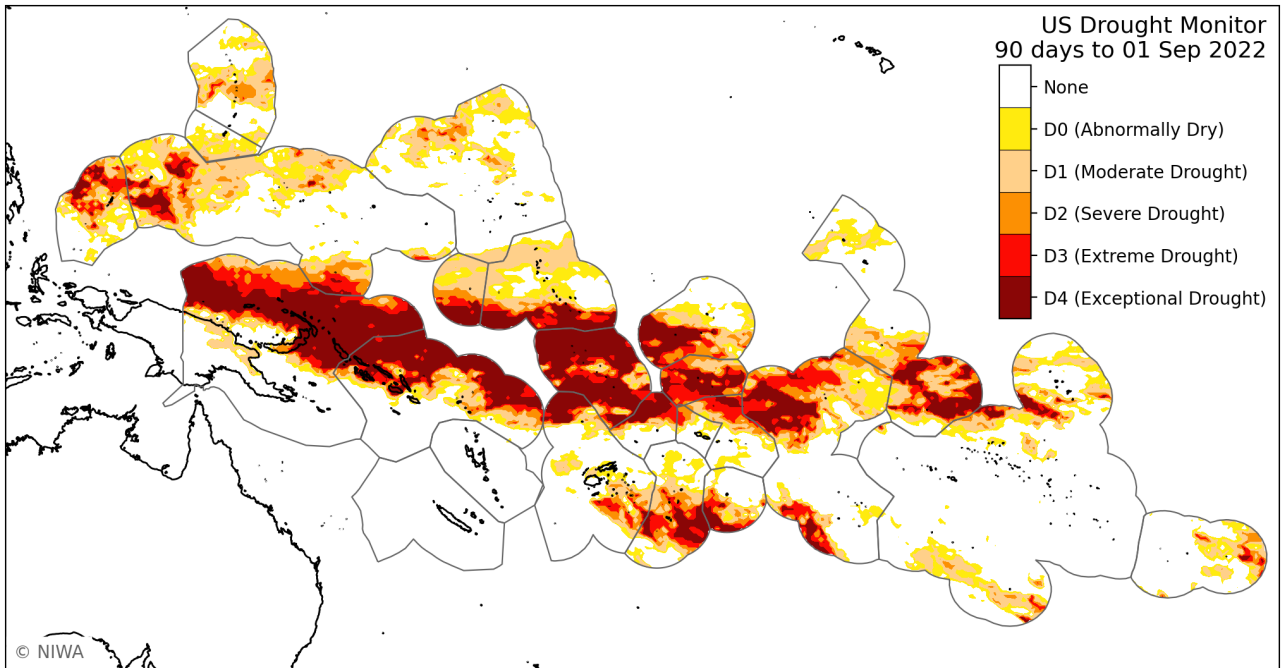 US Drought Monitor
90 days to 01 Sep 2022
None
D0 (Abnormally Dry)
D1 (Moderate Drought)
D2 (Severe Drought)
D3 (Extreme Drought)
D4 (Exceptional Drought)
© NIWA